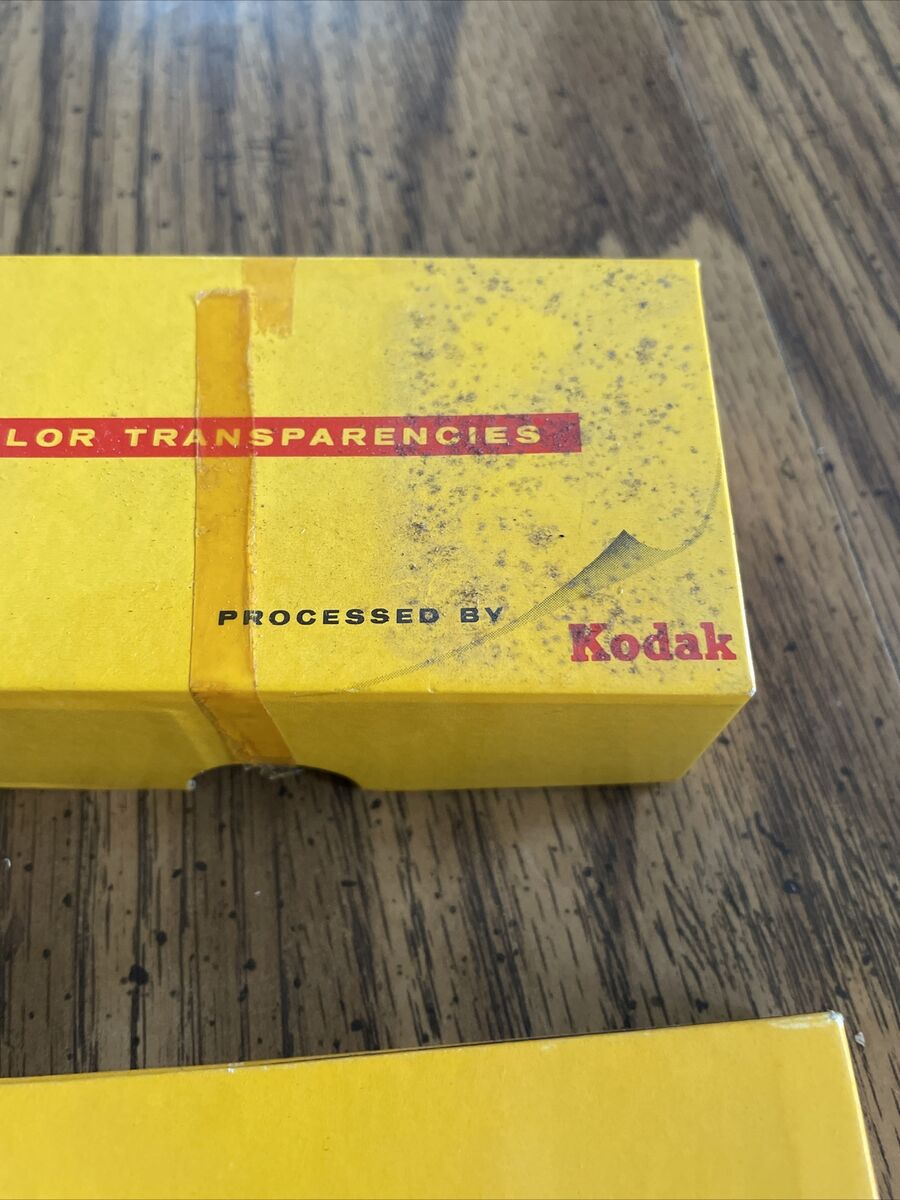 LOR TRANSPARENCIES
PROCESSED BY
Kodak